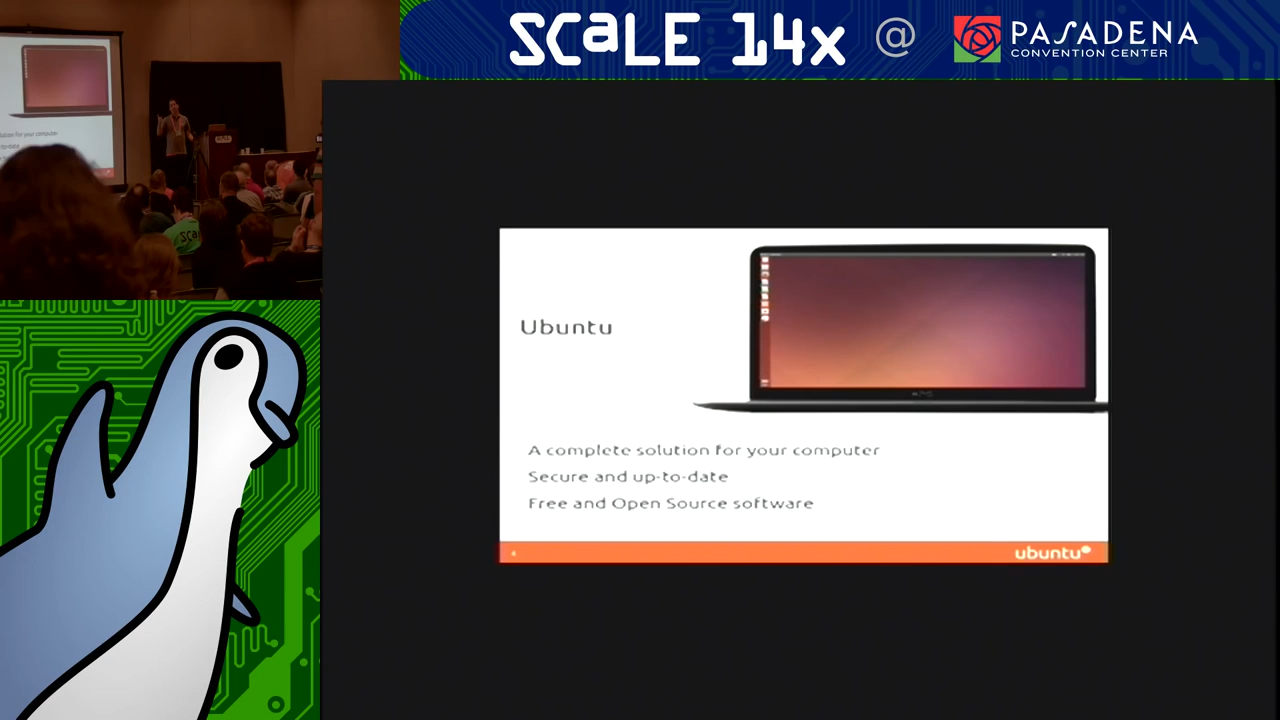 SCALE 14x @ PASADENA
CONVENTION CENTER
Ubuntu
A complete solution for your computer
Secure and up-to-date
Free and Open Source software
4
ubuntu